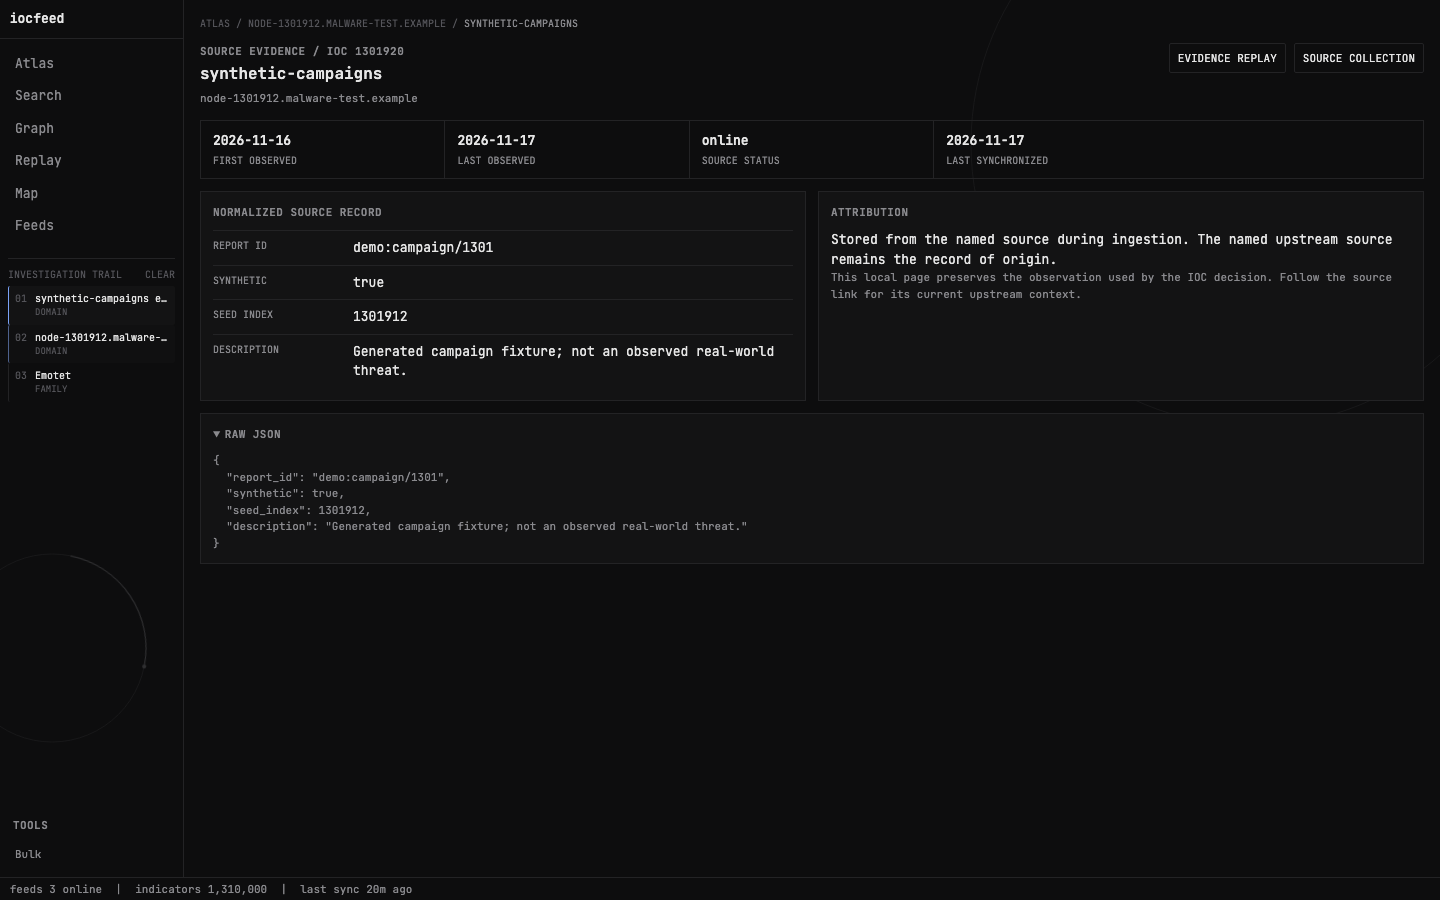 iocfeed
Atlas
Search
Graph
Replay
Map
Feeds
INVESTIGATION TRAIL CLEAR
01 synthetic-campaigns e…
DOMAIN
02 node-1301912.malware-…
DOMAIN
03 Emotet
FAMILY
TOOLS
Bulk
ATLAS / NODE-1301912.MALWARE-TEST.EXAMPLE / SYNTHETIC-CAMPAIGNS
SOURCE EVIDENCE / IOC 1301920
synthetic-campaigns
node-1301912.malware-test.example
EVIDENCE REPLAY
SOURCE COLLECTION
2026-11-16
FIRST OBSERVED
2026-11-17
LAST OBSERVED
online
SOURCE STATUS
2026-11-17
LAST SYNCHRONIZED
NORMALIZED SOURCE RECORD
REPORT ID demo:campaign/1301
SYNTHETIC true
SEED INDEX 1301912
DESCRIPTION Generated campaign fixture; not an observed real-world
threat.
ATTRIBUTION
Stored from the named source during ingestion. The named upstream source
remains the record of origin.
This local page preserves the observation used by the IOC decision. Follow the source
link for its current upstream context.
▼ RAW JSON
{
"report_id": "demo:campaign/1301",
"synthetic": true,
"seed_index": 1301912,
"description": "Generated campaign fixture; not an observed real-world threat."
}
feeds 3 online | indicators 1,310,000 | last sync 20m ago